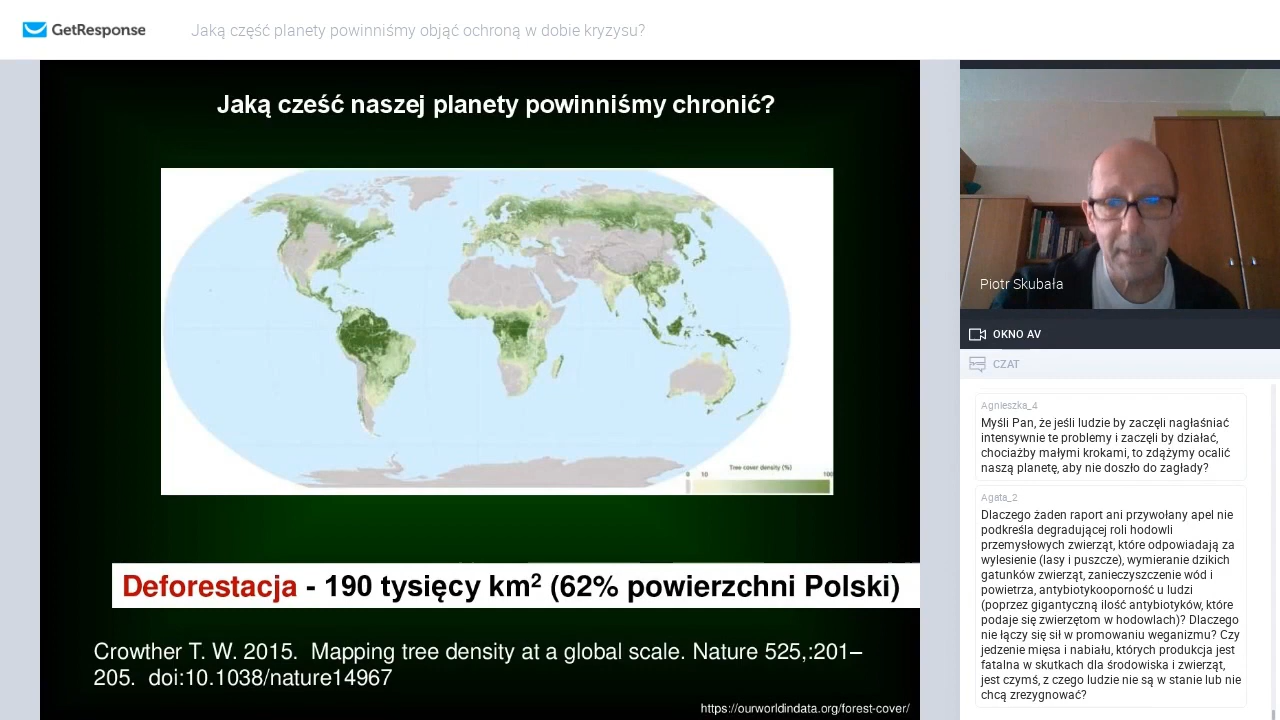 GetResponse
Jaką część planety powinniśmy objąć ochroną w dobie kryzysu?
Jaką cześć naszej planety powinniśmy chronić?
Tree cover density (%)
0 10 100
Deforestacja - 190 tysięcy km² (62% powierzchni Polski)
Crowther T. W. 2015. Mapping tree density at a global scale. Nature 525,:201–
205. doi:10.1038/nature14967
https://ourworldindata.org/forest-cover/
Piotr Skubała
OKNO AV
CZAT
Agnieszka_4
Myśli Pan, że jeśli ludzie by zaczęli nagłaśniać
intensywnie te problemy i zaczęli by działać,
chociażby małymi krokami, to zdążymy ocalić
naszą planetę, aby nie doszło do zagłady?
Agata_2
Dlaczego żaden raport ani przywołany apel nie
podkreśla degradującej roli hodowli
przemysłowych zwierząt, które odpowiadają za
wylesienie (lasy i puszcze), wymieranie dzikich
gatunków zwierząt, zanieczyszczenie wód i
powietrza, antybiotykooporność u ludzi
(poprzez gigantyczną ilość antybiotyków, które
podaje się zwierzętom w hodowlach)? Dlaczego
nie łączy się sił w promowaniu weganizmu? Czy
jedzenie mięsa i nabiału, których produkcja jest
fatalna w skutkach dla środowiska i zwierząt,
jest czymś, z czego ludzie nie są w stanie lub nie
chcą zrezygnować?